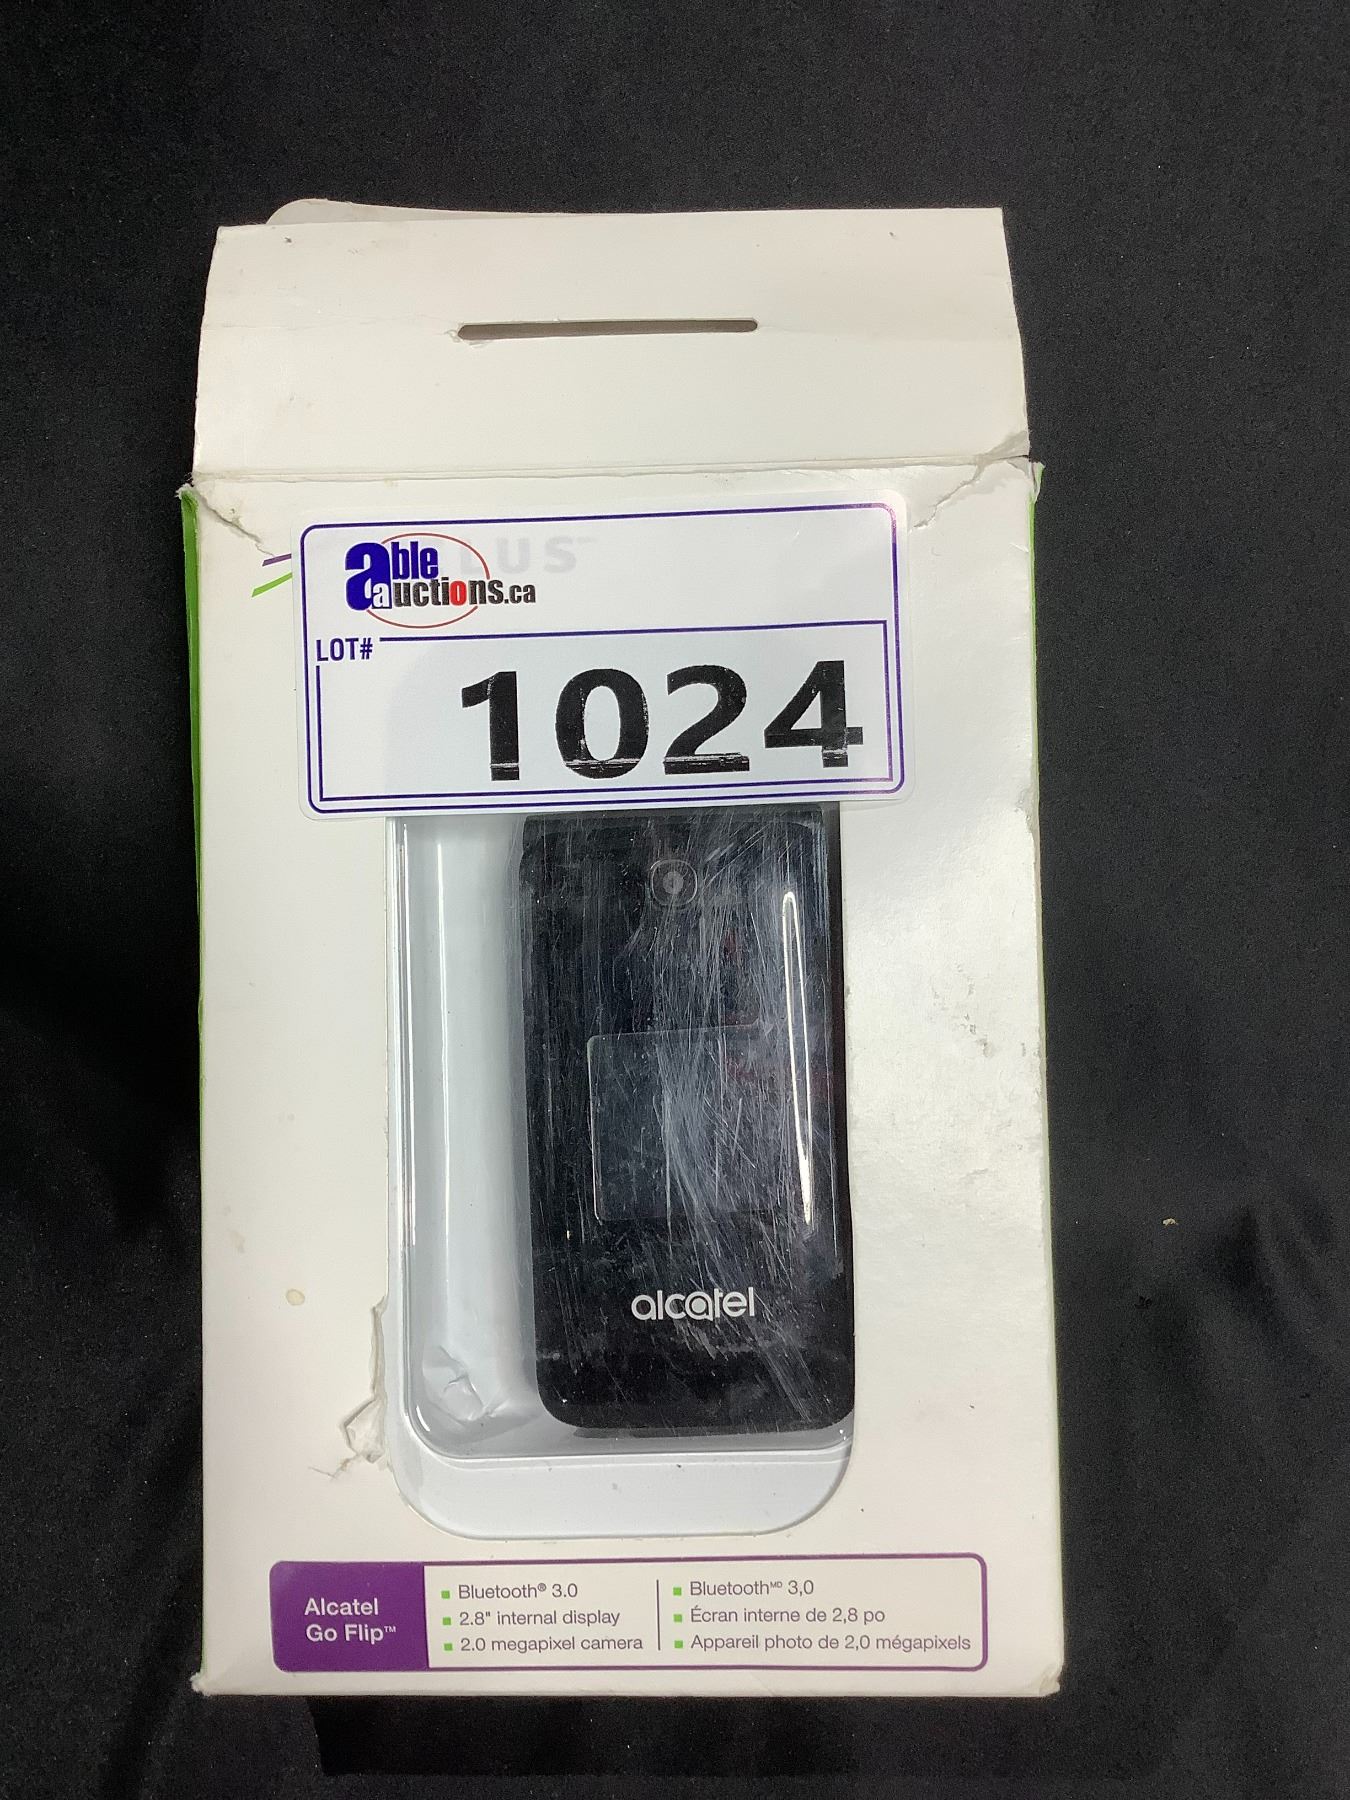 able
auctions.ca
LUS
LOT#
1024
alcatel
Alcatel
Go Flip™
Bluetooth® 3.0
2.8" internal display
2.0 megapixel camera
Bluetoothᴹᴰ 3,0
Écran interne de 2,8 po
Appareil photo de 2,0 mégapixels